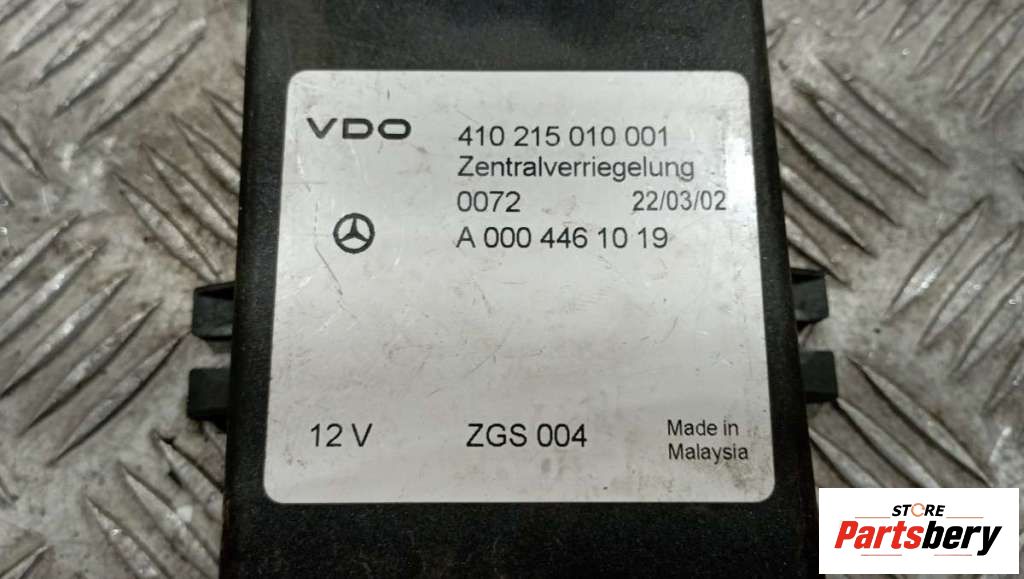 VDO
410 215 010 001
Zentralverriegelung
0072 22/03/02
A 000 446 10 19
12 V
ZGS 004
Made in
Malaysia
STORE
Partsbery